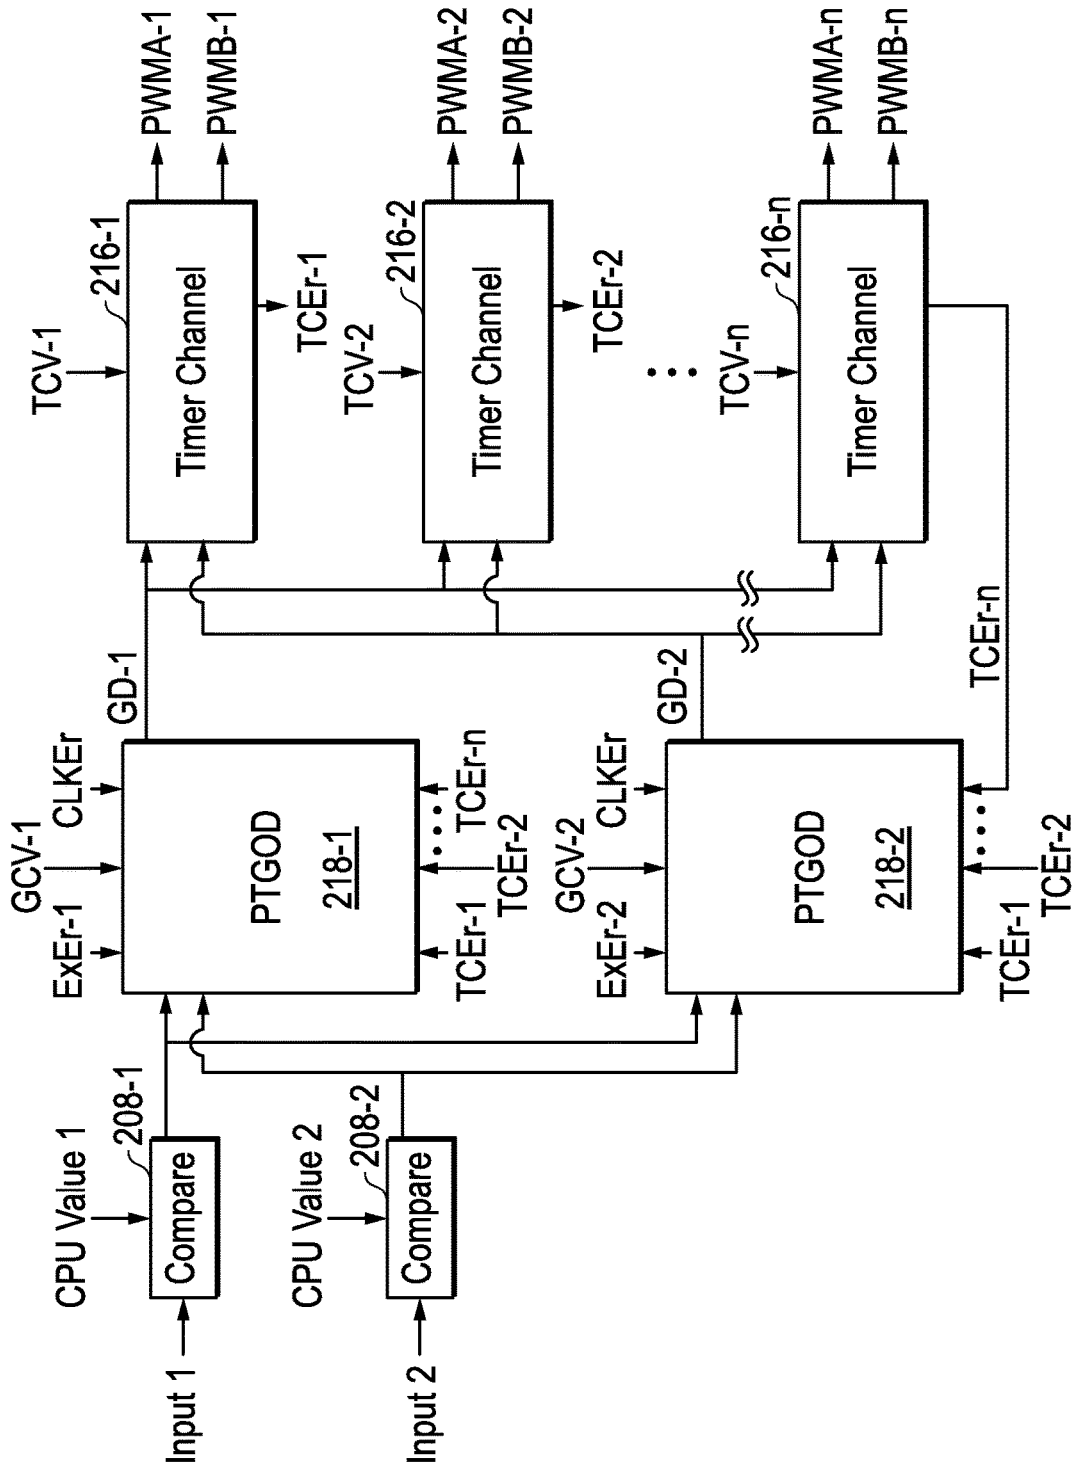 Input 1
CPU Value 1
208-1
Compare
Input 2
CPU Value 2
208-2
Compare
ExEr-1
GCV-1
CLKEr
PTGOD
218-1
TCEr-1
TCEr-2
TCEr-n
GD-1
ExEr-2
GCV-2
CLKEr
PTGOD
218-2
TCEr-1
TCEr-2
TCEr-n
GD-2
TCV-1
216-1
Timer Channel
PWMA-1
PWMB-1
TCEr-1
TCV-2
216-2
Timer Channel
PWMA-2
PWMB-2
TCEr-2
TCV-n
216-n
Timer Channel
PWMA-n
PWMB-n